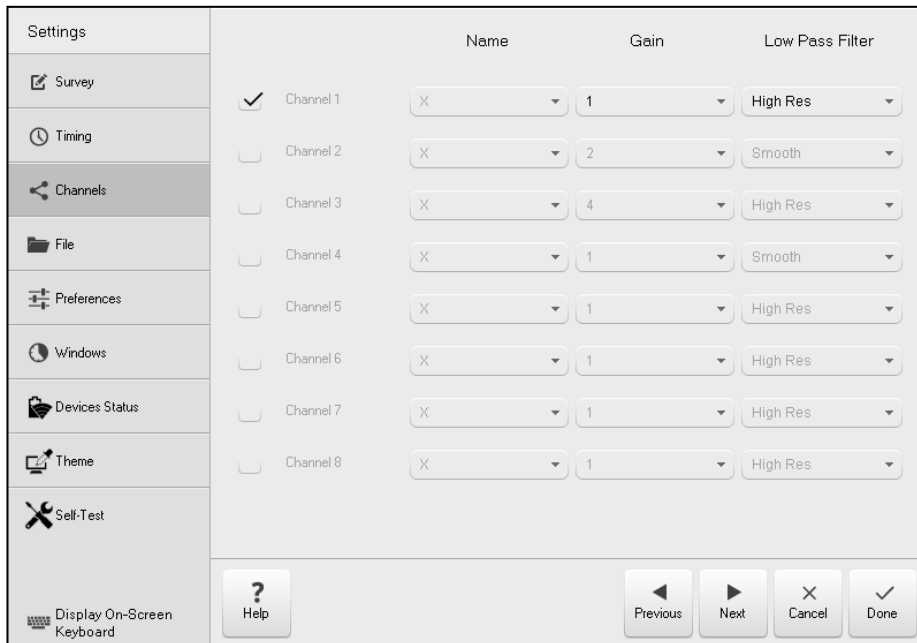 Settings
Survey
Timing
Channels
File
Preferences
Windows
Devices Status
Theme
Self-Test
Display On-Screen
Keyboard
Name Gain Low Pass Filter
Channel 1 X 1 High Res
Channel 2 X 2 Smooth
Channel 3 X 4 High Res
Channel 4 X 1 Smooth
Channel 5 X 1 High Res
Channel 6 X 1 High Res
Channel 7 X 1 High Res
Channel 8 X 1 High Res
? Help
Previous
Next
Cancel
Done